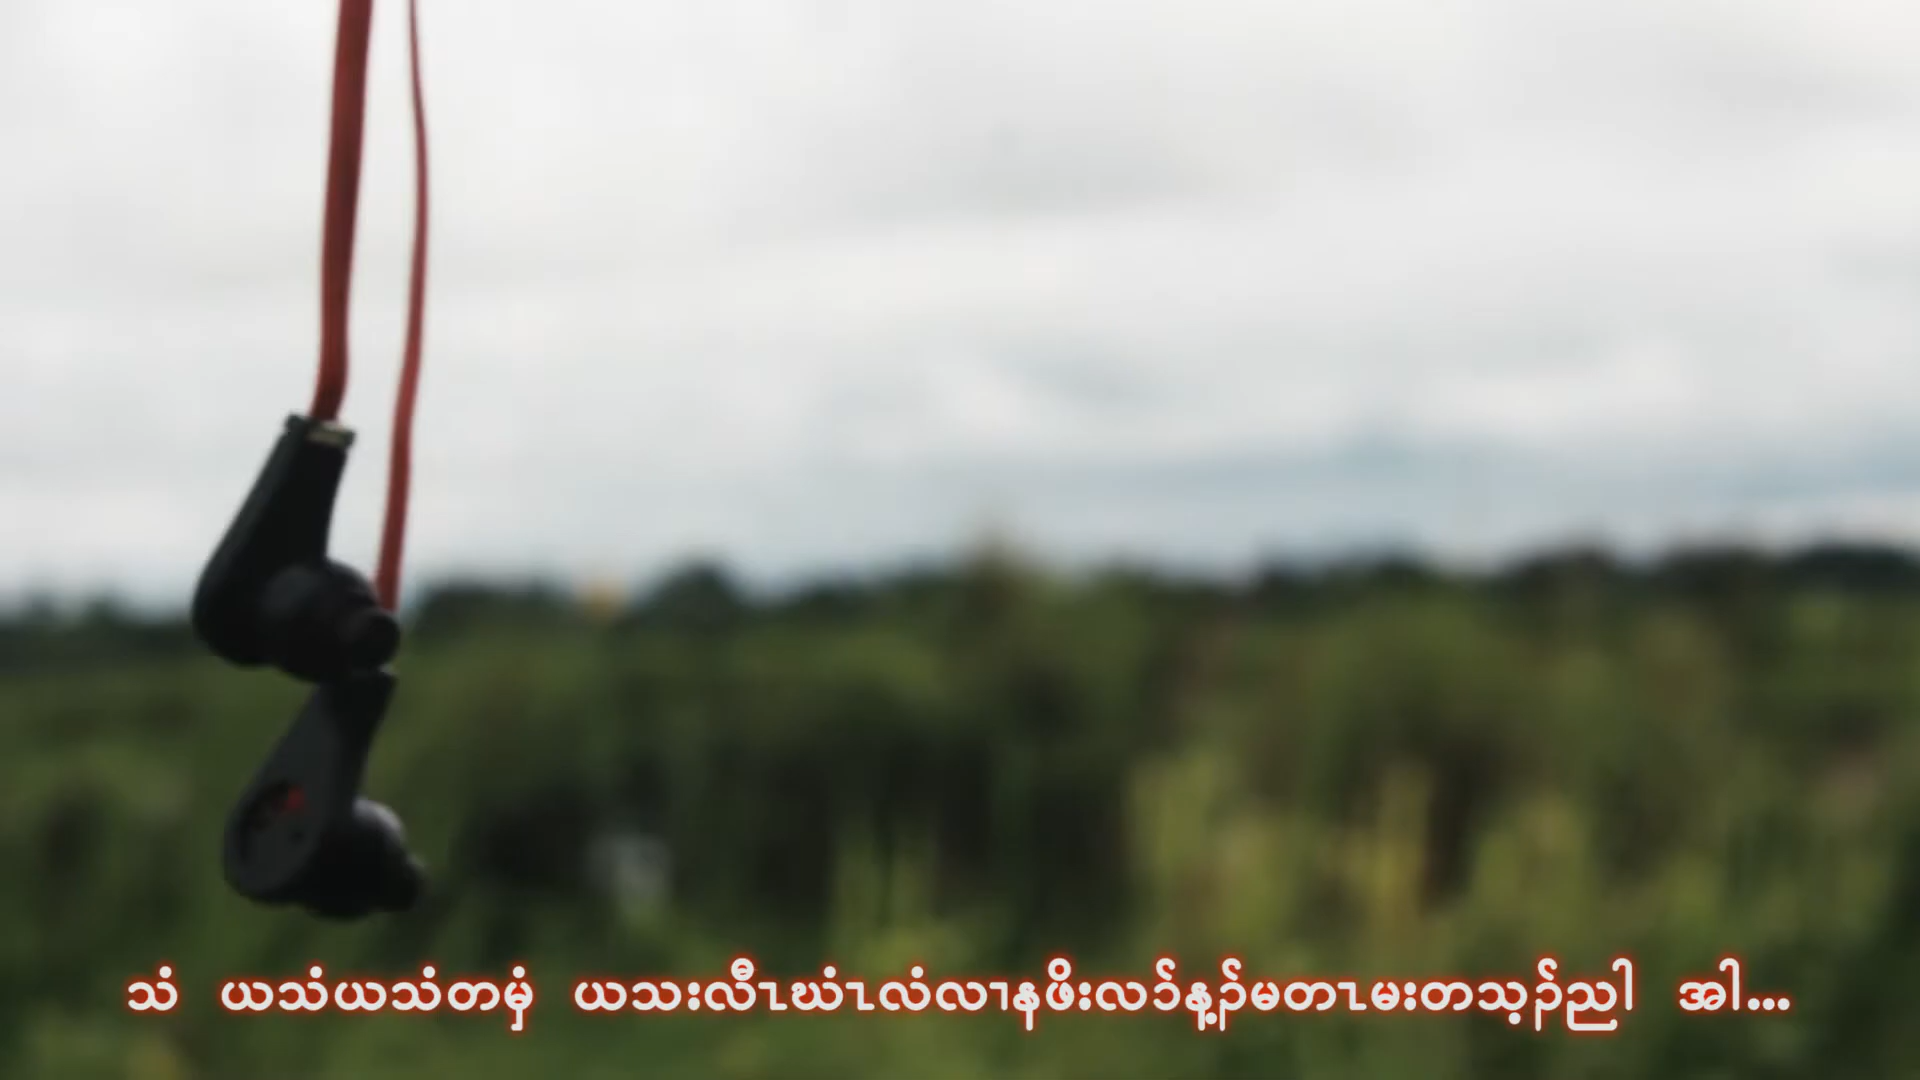 သံ ယသံယသံတမှံ ယသးလီၤဃံၤလံလၢနဖိးလၥ်န့ၣ်မတၤမးတသ့ၣ်ညါ အါ...